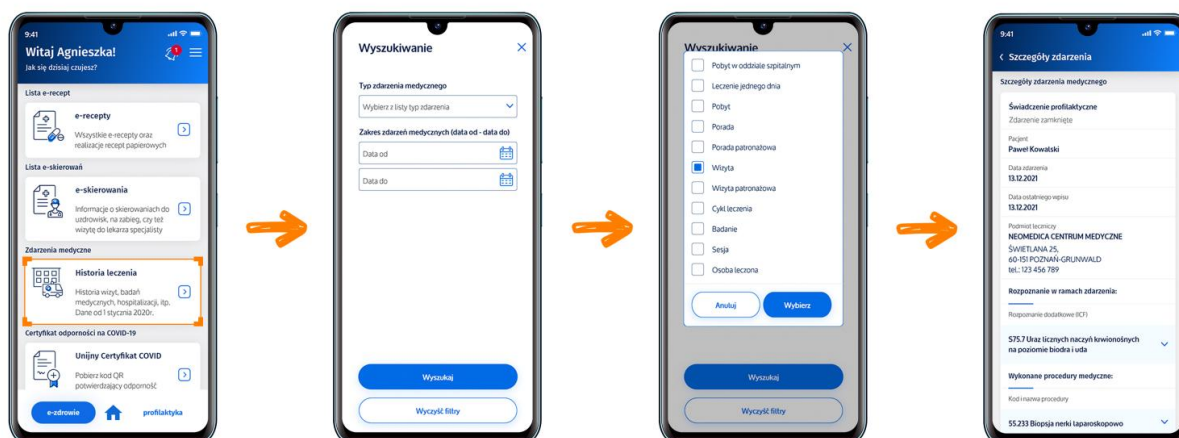 9:41
Witaj Agnieszka!
1
Jak się dzisiaj czujesz?
Lista e-recept
e-recepty
Wszystkie e-recepty oraz
realizacje recept papierowych
Lista e-skierowań
e-skierowania
Informacje o skierowaniach do
uzdrowisk, na zabieg, czy też
wizytę do lekarza specjalisty
Zdarzenia medyczne
Historia leczenia
Historia wizyt, badań
medycznych, hospitalizacji, itp.
Dane od 1 stycznia 2020r.
Certyfikat odporności na COVID-19
Unijny Certyfikat COVID
Pobierz kod QR
potwierdzający odporność
e-zdrowie
profilaktyka
Wyszukiwanie
Typ zdarzenia medycznego
Wybierz z listy typ zdarzenia
Zakres zdarzeń medycznych (data od - data do)
Data od
Data do
Wyszukaj
Wyczyść filtry
Wyszukiwanie
Pobyt w oddziale szpitalnym
Leczenie jednego dnia
Pobyt
Porada
Porada patronażowa
Wizyta
Wizyta patronażowa
Cykl leczenia
Badanie
Sesja
Osoba leczona
Anuluj
Wybierz
Wyszukaj
Wyczyść filtry
9:41
Szczegóły zdarzenia
Szczegóły zdarzenia medycznego
Świadczenie profilaktyczne
Zdarzenie zamknięte
Pacjent
Paweł Kowalski
Data zdarzenia
13.12.2021
Data ostatniego wpisu
13.12.2021
Podmiot leczniczy
NEOMEDICA CENTRUM MEDYCZNE
ŚWIETLANA 25,
60-151 POZNAŃ-GRUNWALD
tel.: 123 456 789
Rozpoznanie w ramach zdarzenia:
Rozpoznanie dodatkowe (ICF)
S75.7 Uraz licznych naczyń krwionośnych
na poziomie biodra i uda
Wykonane procedury medyczne:
Kod i nazwa procedury
55.233 Biopsja nerki laparoskopowo